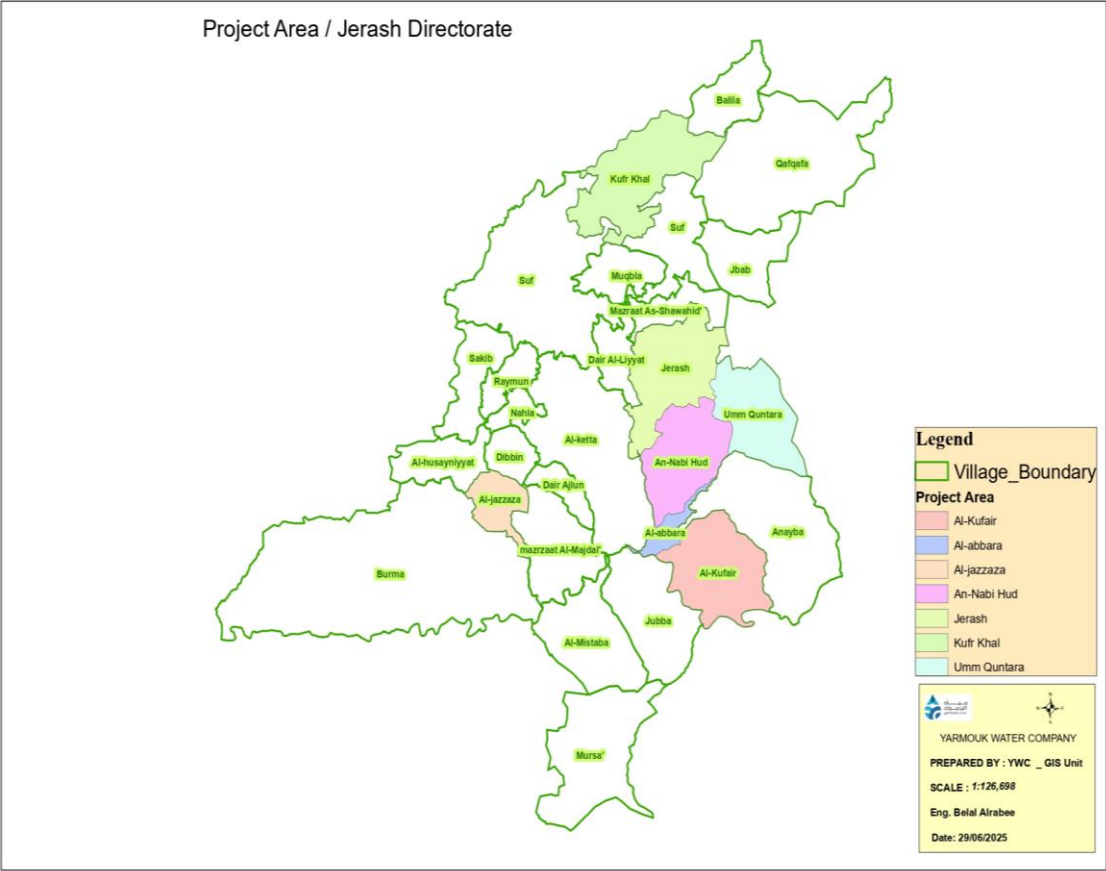 Project Area / Jerash Directorate
Balila
Qafqafa
Kufr Khal
Suf
Jbab
Muqbla
Suf
Mazraat As-Shawahid'
Sakib
Dair Al-Liyyat
Jerash
Raymun
Nahla
Umm Quntara
Al-ketta
Al-husayniyyat
Dibbin
An-Nabi Hud
Dair Ajlun
Al-jazzaza
Al-abbara
Anayba
mazrzaat Al-Majdal'
Burma
Al-Kufair
Jubba
Al-Mistaba
Mursa'
Legend
Village_Boundary
Project Area
Al-Kufair
Al-abbara
Al-jazzaza
An-Nabi Hud
Jerash
Kufr Khal
Umm Quntara
YARMOUK WATER COMPANY
PREPARED BY : YWC _ GIS Unit
SCALE : 1:126,698
Eng. Belal Alrabee
Date: 29/06/2025